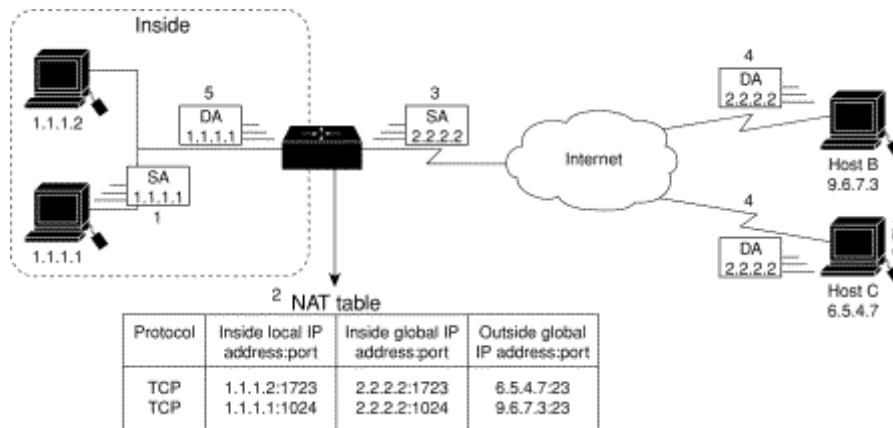 Inside
1.1.1.2
5
DA
1.1.1.1
3
SA
2.2.2.2
4
DA
2.2.2.2
Internet
Host B
9.6.7.3
SA
1.1.1.1
1
1.1.1.1
4
DA
2.2.2.2
Host C
6.5.4.7
2 NAT table
Protocol Inside local IP address:port Inside global IP address:port Outside global IP address:port
TCP 1.1.1.2:1723 2.2.2.2:1723 6.5.4.7:23
TCP 1.1.1.1:1024 2.2.2.2:1024 9.6.7.3:23